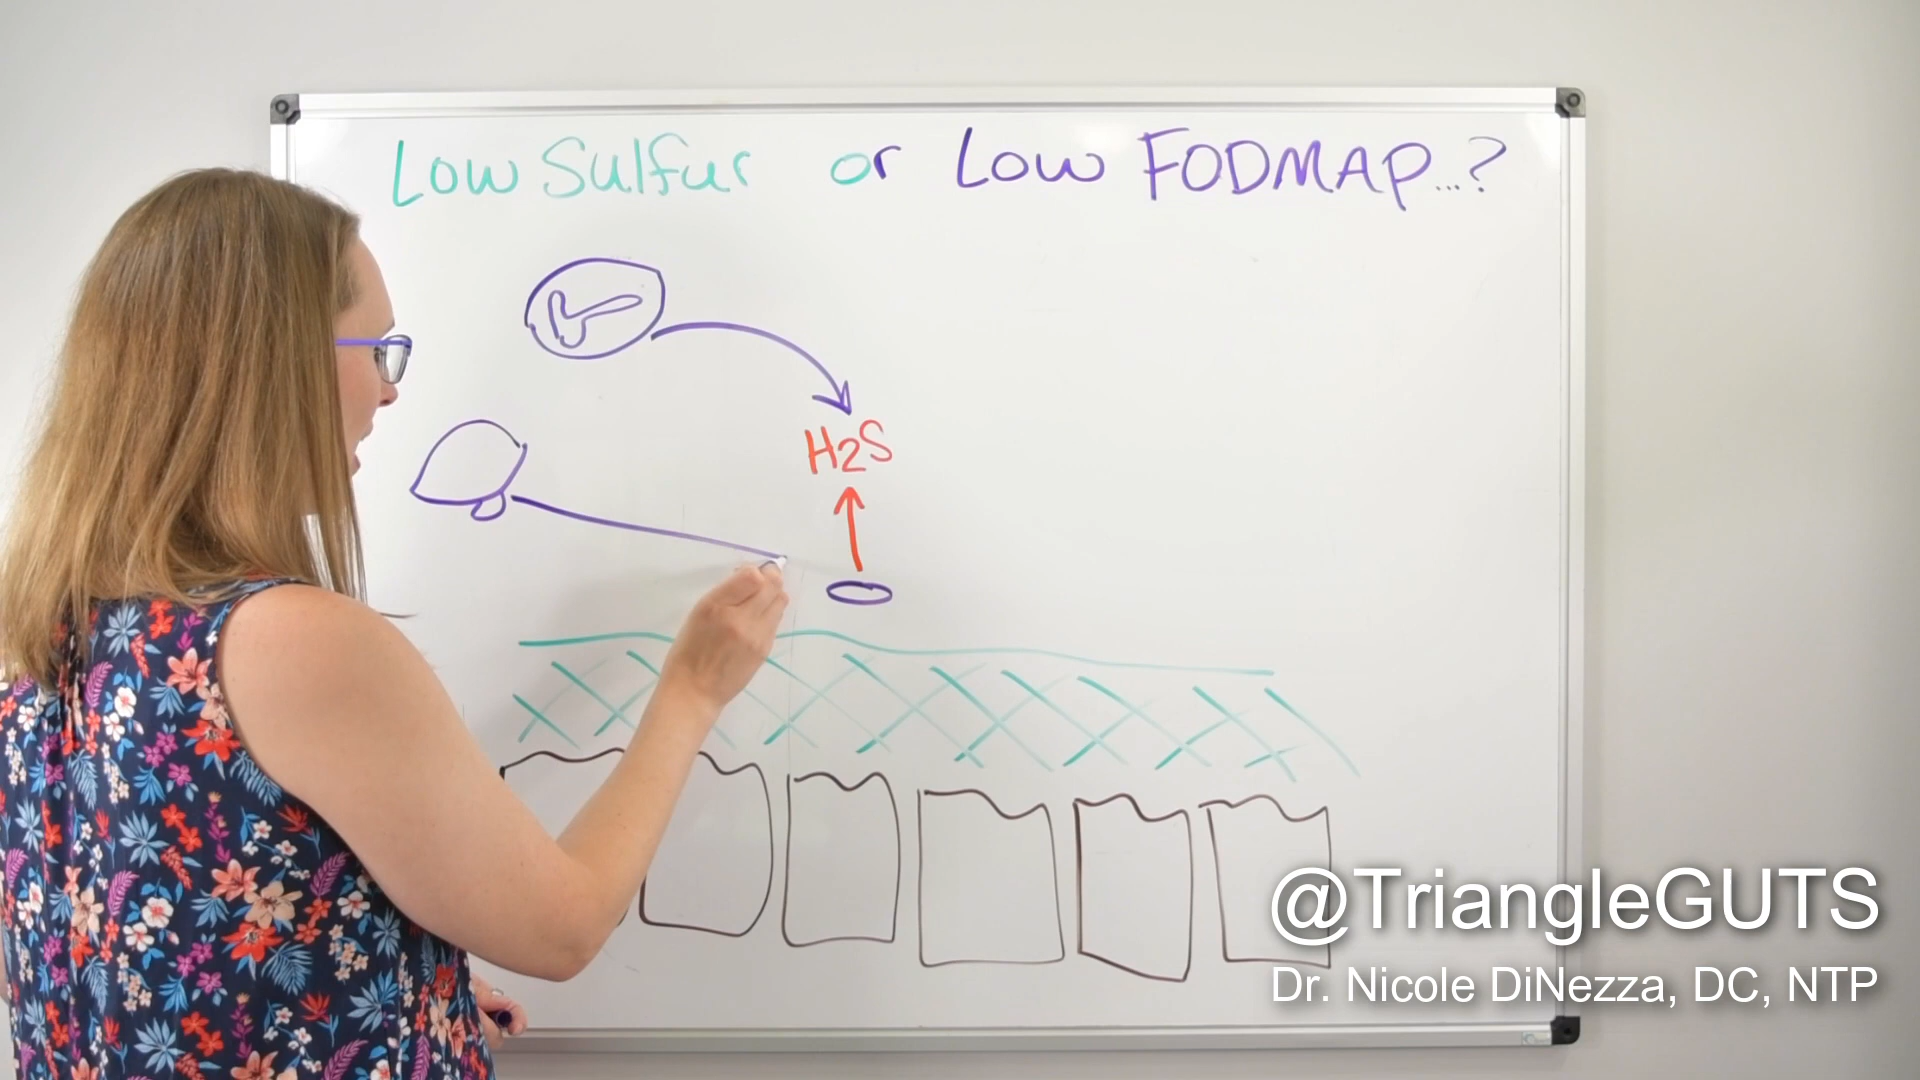 Low Sulfur or Low FODMAP...?
H2S
@TriangleGUTS
Dr. Nicole DiNezza, DC, NTP